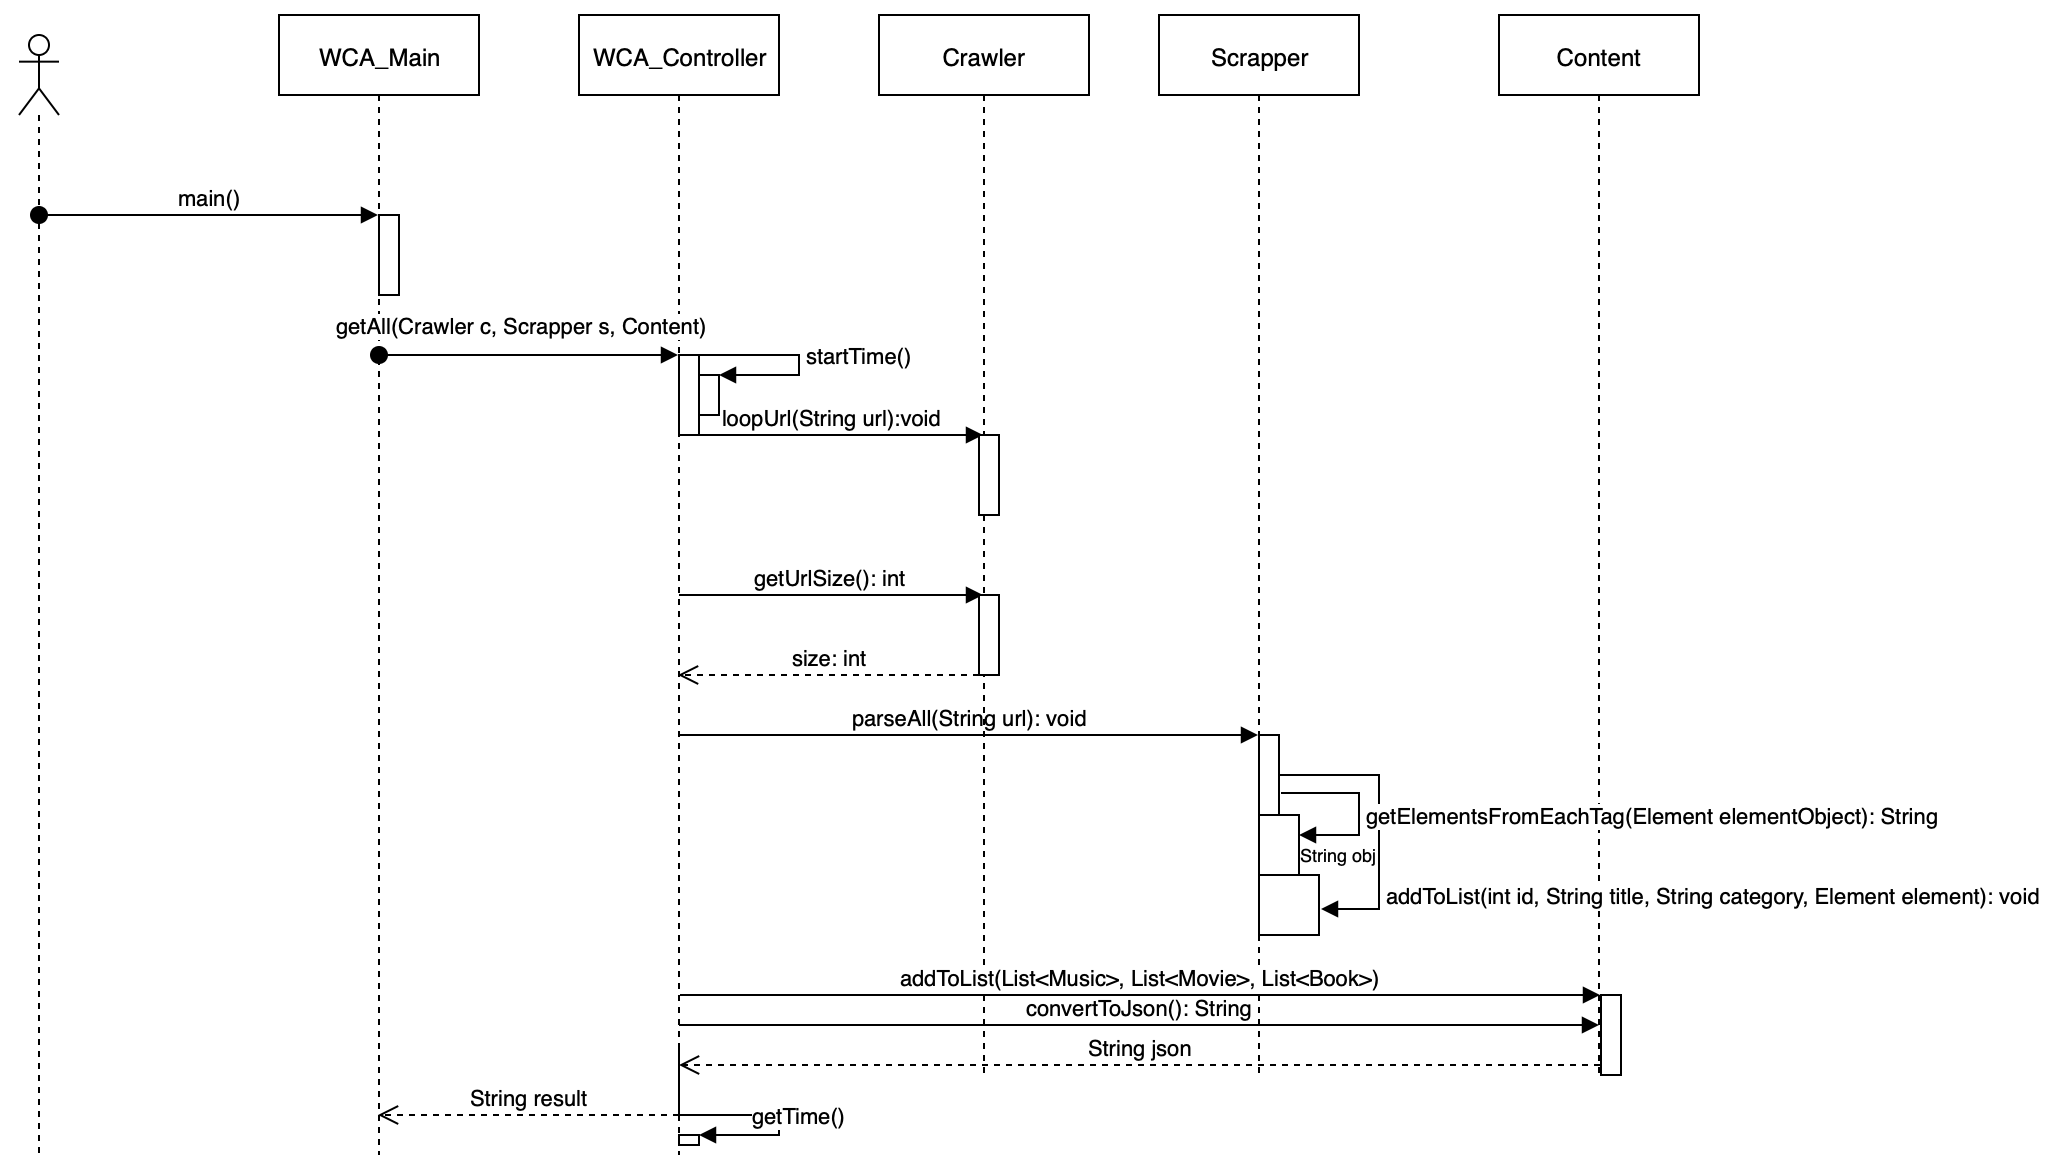 WCA_Main
WCA_Controller
Crawler
Scrapper
Content
main()
getAll(Crawler c, Scrapper s, Content)
startTime()
loopUrl(String url):void
getUrlSize(): int
size: int
parseAll(String url): void
getElementsFromEachTag(Element elementObject): String
String obj
addToList(int id, String title, String category, Element element): void
addToList(List<Music>, List<Movie>, List<Book>)
convertToJson(): String
String json
String result
getTime()